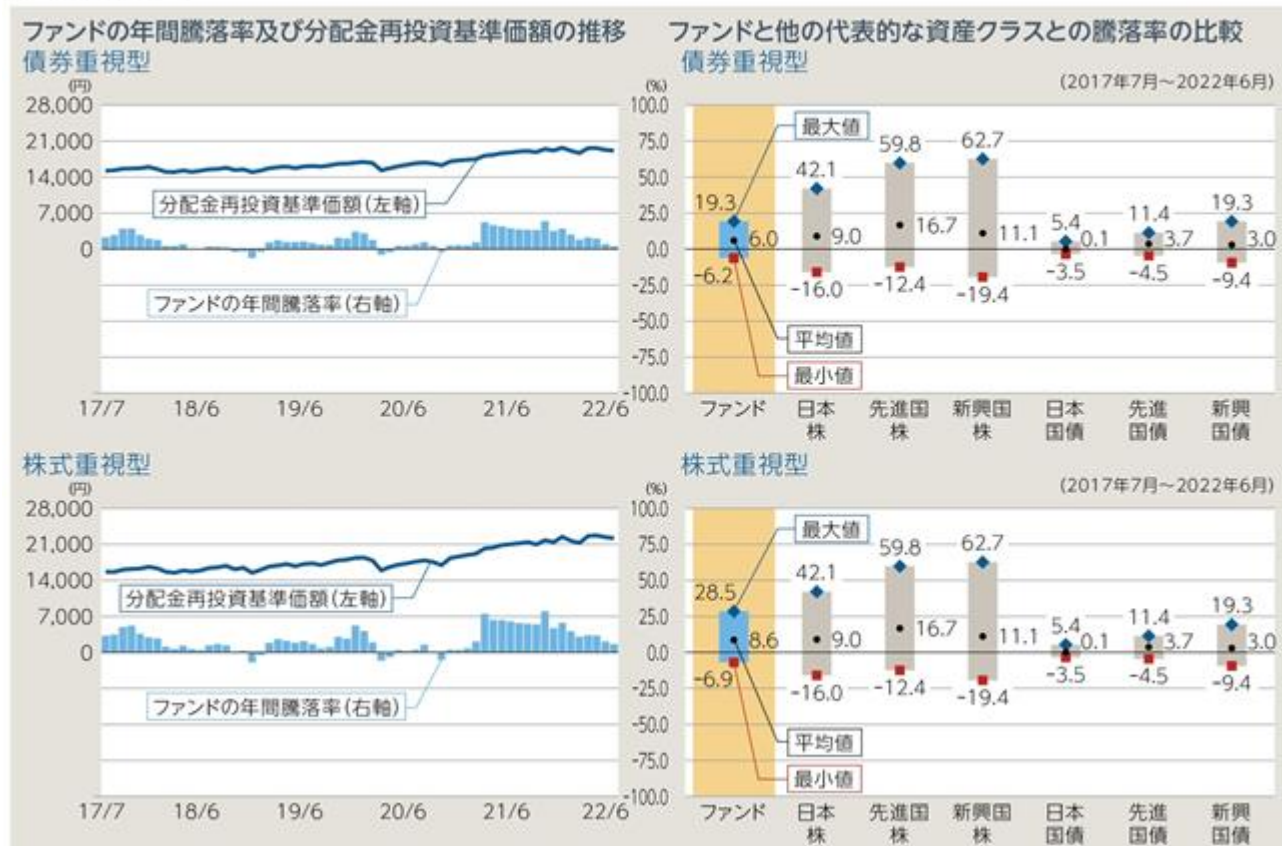 ファンドの年間騰落率及び分配金再投資基準価額の推移
債券重視型
(円)
28,000
21,000
14,000
7,000
0
(%)
100.0
75.0
50.0
25.0
0.0
-25.0
-50.0
-75.0
-100.0
分配金再投資基準価額(左軸)
ファンドの年間騰落率(右軸)
17/7 18/6 19/6 20/6 21/6 22/6
ファンドと他の代表的な資産クラスとの騰落率の比較
債券重視型
(2017年7月~2022年6月)
最大値
平均値
最小値
19.3 42.1 59.8 62.7 5.4 11.4 19.3
6.0 9.0 16.7 11.1 0.1 3.7 3.0
-6.2 -16.0 -12.4 -19.4 -3.5 -4.5 -9.4
ファンド 日本 先進国 新興国 日本 先進 新興
株 株 株 国債 国債 国債
株式重視型
(円)
28,000
21,000
14,000
7,000
0
(%)
100.0
75.0
50.0
25.0
0.0
-25.0
-50.0
-75.0
-100.0
分配金再投資基準価額(左軸)
ファンドの年間騰落率(右軸)
17/7 18/6 19/6 20/6 21/6 22/6
株式重視型
(2017年7月~2022年6月)
最大値
平均値
最小値
28.5 42.1 59.8 62.7 5.4 11.4 19.3
8.6 9.0 16.7 11.1 0.1 3.7 3.0
-6.9 -16.0 -12.4 -19.4 -3.5 -4.5 -9.4
ファンド 日本 先進国 新興国 日本 先進 新興
株 株 株 国債 国債 国債